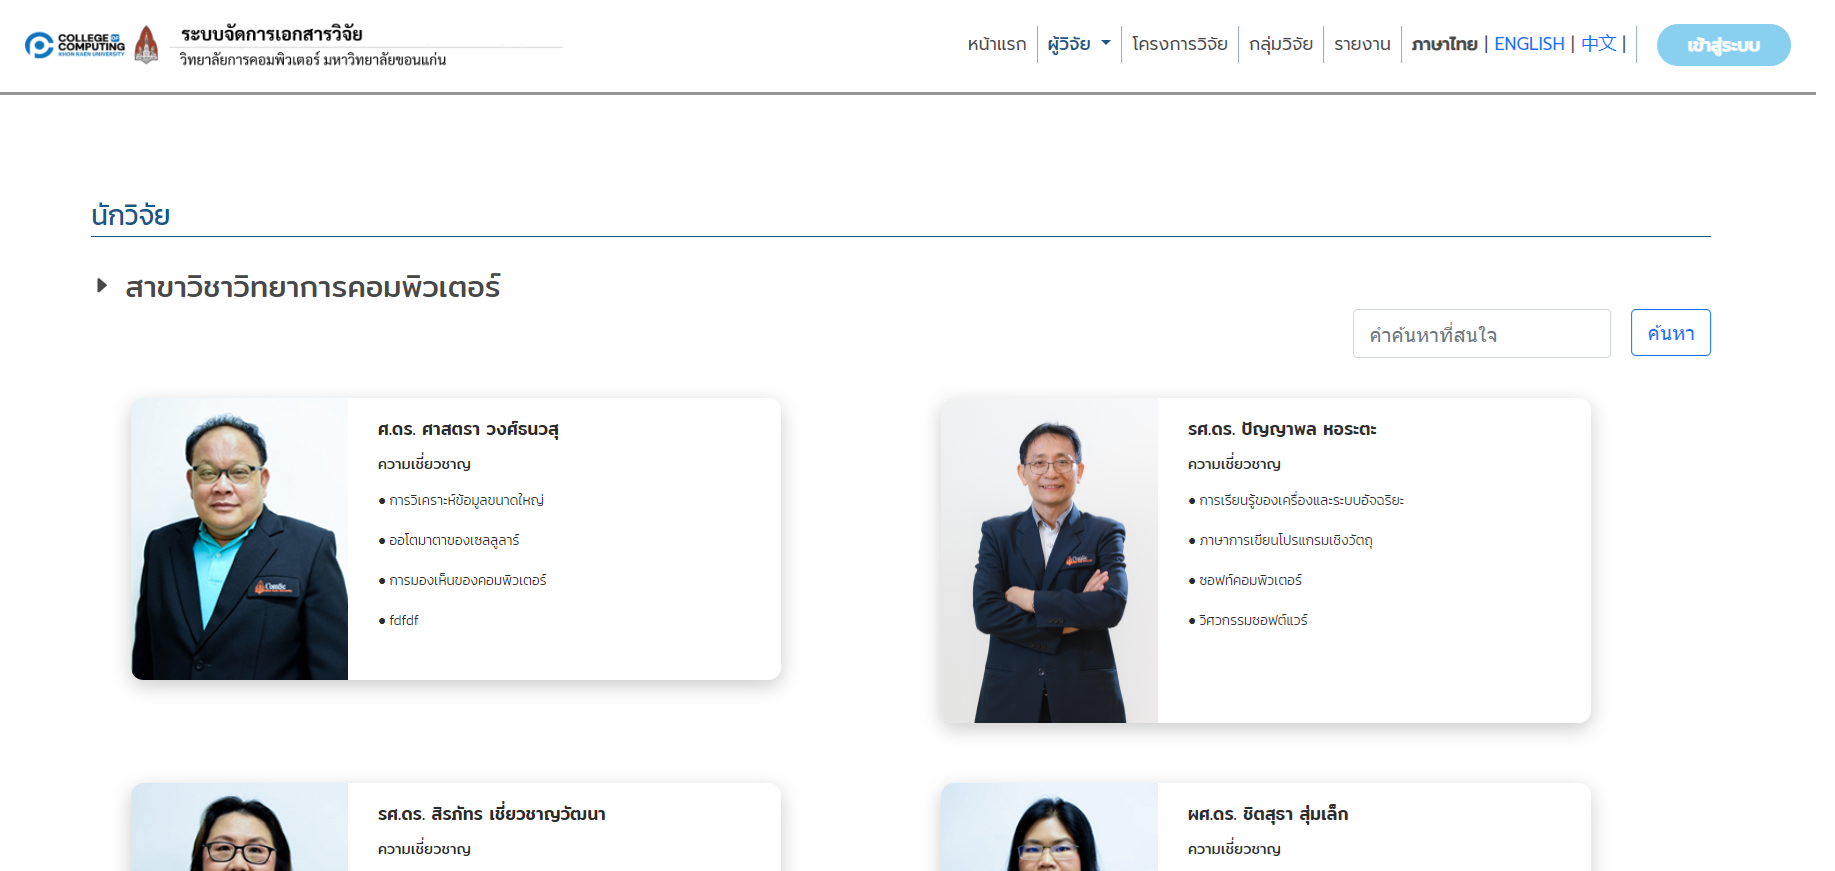 COLLEGE OF
COMPUTING
KHON KAEN UNIVERSITY
ระบบจัดการเอกสารวิจัย
วิทยาลัยการคอมพิวเตอร์ มหาวิทยาลัยขอนแก่น
หน้าแรก ผู้วิจัย โครงการวิจัย กลุ่มวิจัย รายงาน ภาษาไทย | ENGLISH | 中文 | เข้าสู่ระบบ
นักวิจัย
สาขาวิชาวิทยาการคอมพิวเตอร์
คำค้นหาที่สนใจ ค้นหา
ศ.ดร. ศาสตรา วงศ์ธนวสุ
ความเชี่ยวชาญ
● การวิเคราะห์ข้อมูลขนาดใหญ่
● ออโตมาตาของเซลลูลาร์
● การมองเห็นของคอมพิวเตอร์
● fdfdf
ComSc
รศ.ดร. ปัญญาพล หอระตะ
ความเชี่ยวชาญ
● การเรียนรู้ของเครื่องและระบบอัจฉริยะ
● ภาษาการเขียนโปรแกรมเชิงวัตถุ
● ซอฟท์คอมพิวเตอร์
● วิศวกรรมซอฟต์แวร์
รศ.ดร. สิรภัทร เชี่ยวชาญวัฒนา
ความเชี่ยวชาญ
ผศ.ดร. ชิตสุธา สุ่มเล็ก
ความเชี่ยวชาญ